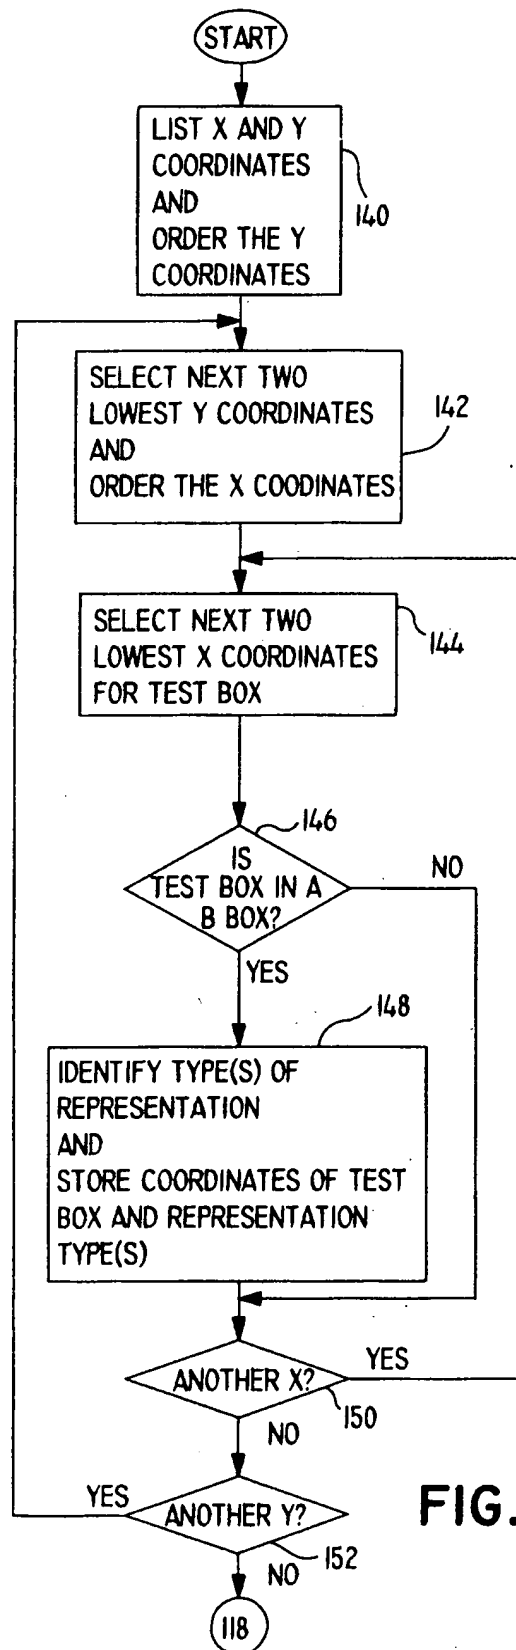 START
LIST X AND Y
COORDINATES
AND
ORDER THE Y
COORDINATES
140
SELECT NEXT TWO
LOWEST Y COORDINATES
AND
ORDER THE X COODINATES
142
SELECT NEXT TWO
LOWEST X COORDINATES
FOR TEST BOX
144
146
IS
TEST BOX IN A
B BOX?
NO
YES
148
IDENTIFY TYPE(S) OF
REPRESENTATION
AND
STORE COORDINATES OF TEST
BOX AND REPRESENTATION
TYPE(S)
ANOTHER X?
YES
150
NO
YES
ANOTHER Y?
FIG.
152
NO
118